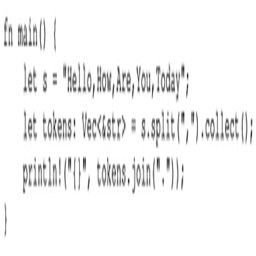 fn main() {
    let s = "Hello,How,Are,You,Today";
    let tokens: Vec<&str> = s.split(",").collect();
    println!("{}", tokens.join("."));
}